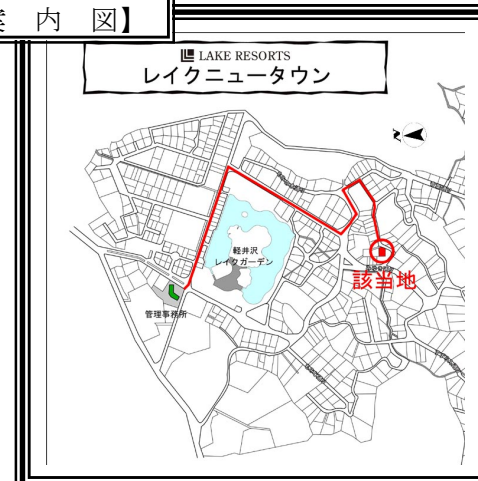 案 内 図】
LAKE RESORTS
レイクニュータウン
N
軽井沢
レイクガーデン
該当地
管理事務所